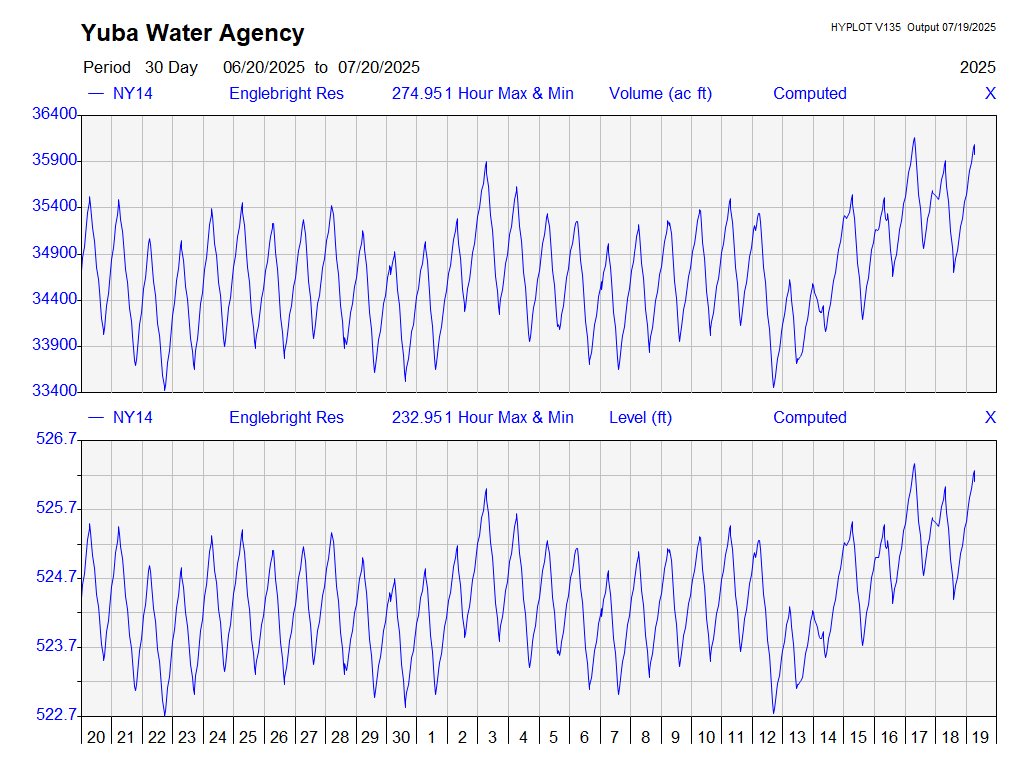 Yuba Water Agency
HYPLOT V135 Output 07/19/2025
Period 30 Day 06/20/2025 to 07/20/2025 2025
NY14 Englebright Res 274.951 Hour Max & Min Volume (ac ft) Computed X
36400
35900
35400
34900
34400
33900
33400
NY14 Englebright Res 232.951 Hour Max & Min Level (ft) Computed X
526.7
525.7
524.7
523.7
522.7
20 21 22 23 24 25 26 27 28 29 30 1 2 3 4 5 6 7 8 9 10 11 12 13 14 15 16 17 18 19